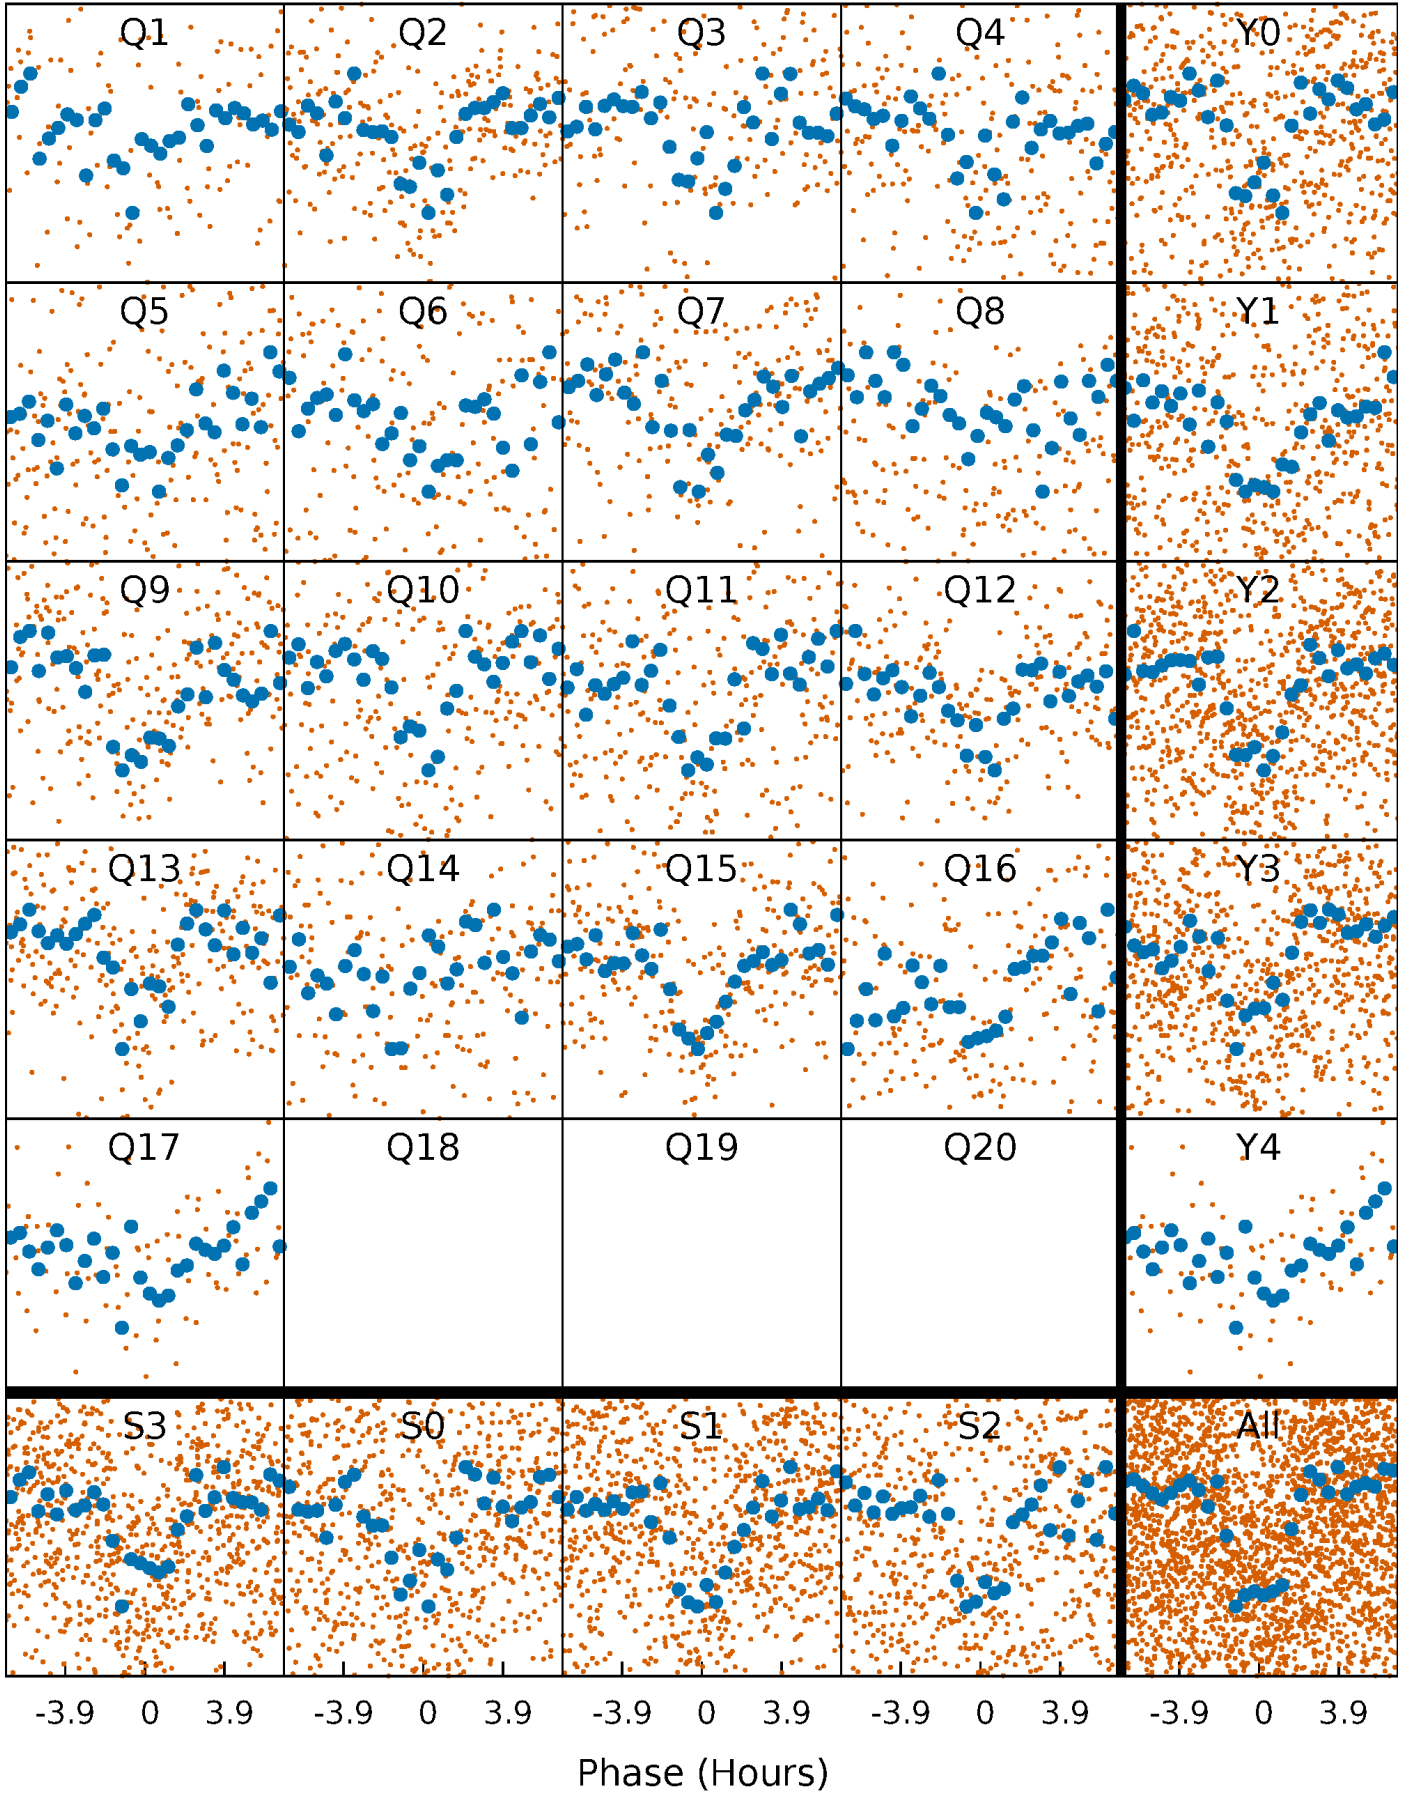 Q1 Q2 Q3 Q4 Y0
Q5 Q6 Q7 Q8 Y1
Q9 Q10 Q11 Q12 Y2
Q13 Q14 Q15 Q16 Y3
Q17 Q18 Q19 Q20 Y4
S3 S0 S1 S2 All
-3.9 0 3.9 -3.9 0 3.9 -3.9 0 3.9 -3.9 0 3.9 -3.9 0 3.9
Phase (Hours)